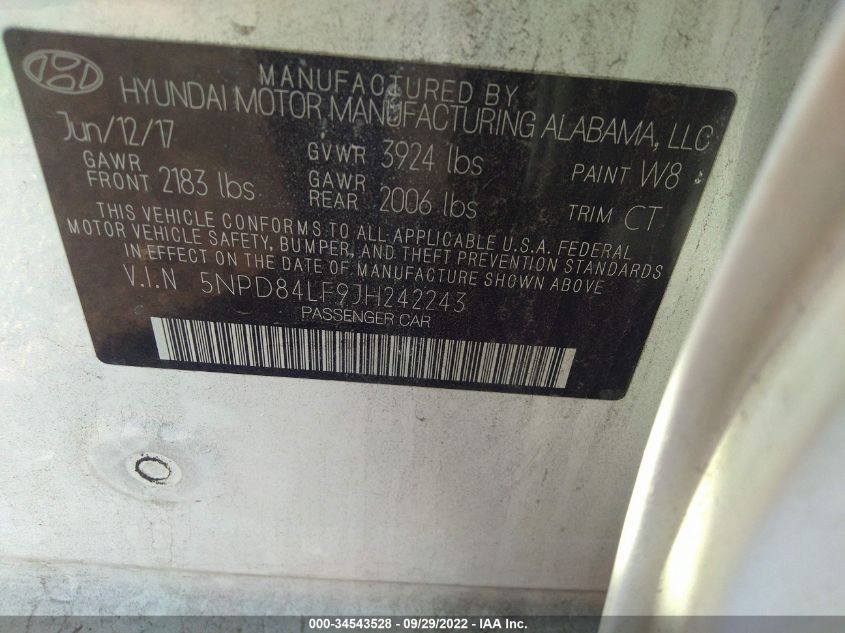 MANUFACTURED BY
HYUNDAI MOTOR MANUFACTURING ALABAMA, LLC
Jun/12/17
GVWR 3924 lbs
PAINT W8
GAWR FRONT 2183 lbs
GAWR REAR 2006 lbs
TRIM CT
THIS VEHICLE CONFORMS TO ALL APPLICABLE U.S.A. FEDERAL
MOTOR VEHICLE SAFETY, BUMPER, AND THEFT PREVENTION STANDARDS
IN EFFECT ON THE DATE OF MANUFACTURE SHOWN ABOVE
V.I.N 5NPD84LF9JH242243
PASSENGER CAR
000-34543528 - 09/29/2022 - © IAA, Inc.